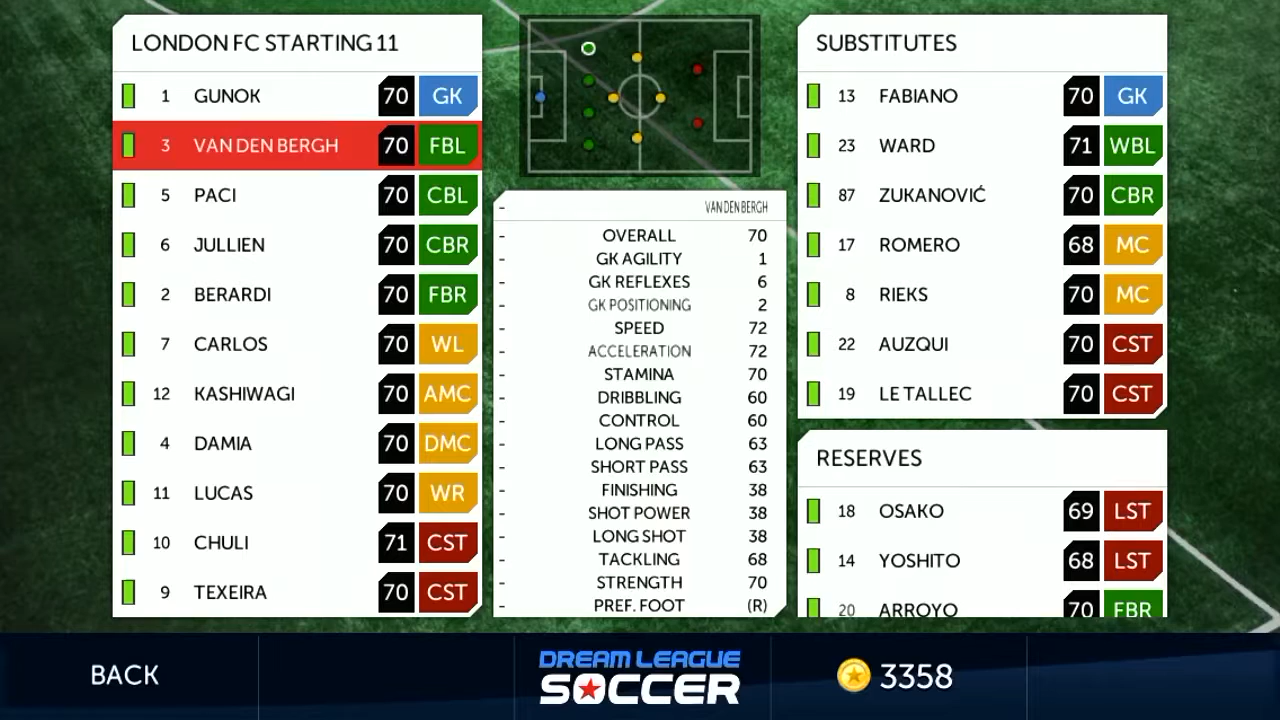 LONDON FC STARTING 11
1 GUNOK 70 GK
3 VAN DEN BERGH 70 FBL
5 PACI 70 CBL
6 JULLIEN 70 CBR
2 BERARDI 70 FBR
7 CARLOS 70 WL
12 KASHIWAGI 70 AMC
4 DAMIA 70 DMC
11 LUCAS 70 WR
10 CHULI 71 CST
9 TEXEIRA 70 CST
- VAN DEN BERGH
- OVERALL 70
- GK AGILITY 1
- GK REFLEXES 6
- GK POSITIONING 2
- SPEED 72
- ACCELERATION 72
- STAMINA 70
- DRIBBLING 60
- CONTROL 60
- LONG PASS 63
- SHORT PASS 63
- FINISHING 38
- SHOT POWER 38
- LONG SHOT 38
- TACKLING 68
- STRENGTH 70
- PREF. FOOT (R)
SUBSTITUTES
13 FABIANO 70 GK
23 WARD 71 WBL
87 ZUKANOVIĆ 70 CBR
17 ROMERO 68 MC
8 RIEKS 70 MC
22 AUZQUI 70 CST
19 LE TALLEC 70 CST
RESERVES
18 OSAKO 69 LST
14 YOSHITO 68 LST
20 ARROYO 70 FBR
BACK
DREAM LEAGUE
SOCCER
3358